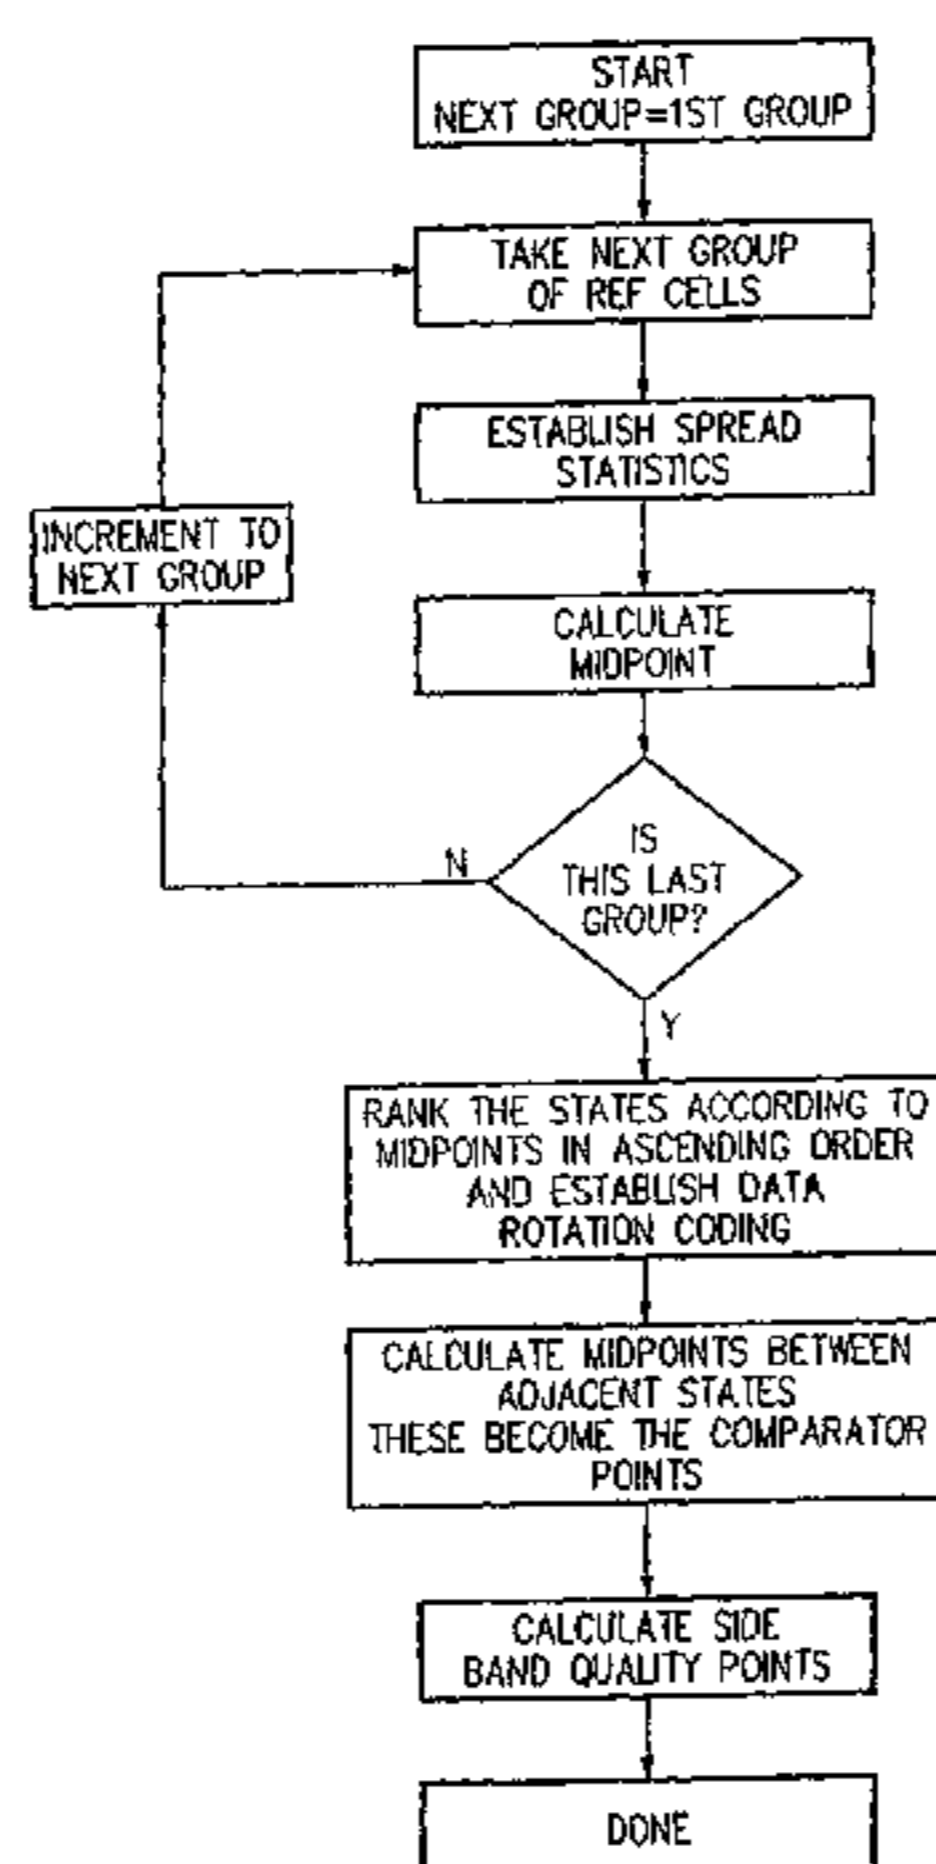 START
NEXT GROUP=1ST GROUP
TAKE NEXT GROUP
OF REF CELLS
ESTABLISH SPREAD
STATISTICS
INCREMENT TO
NEXT GROUP
CALCULATE
MIDPOINT
IS
THIS LAST
GROUP?
N
Y
RANK THE STATES ACCORDING TO
MIDPOINTS IN ASCENDING ORDER
AND ESTABLISH DATA
ROTATION CODING
CALCULATE MIDPOINTS BETWEEN
ADJACENT STATES
THESE BECOME THE COMPARATOR
POINTS
CALCULATE SIDE
BAND QUALITY POINTS
DONE